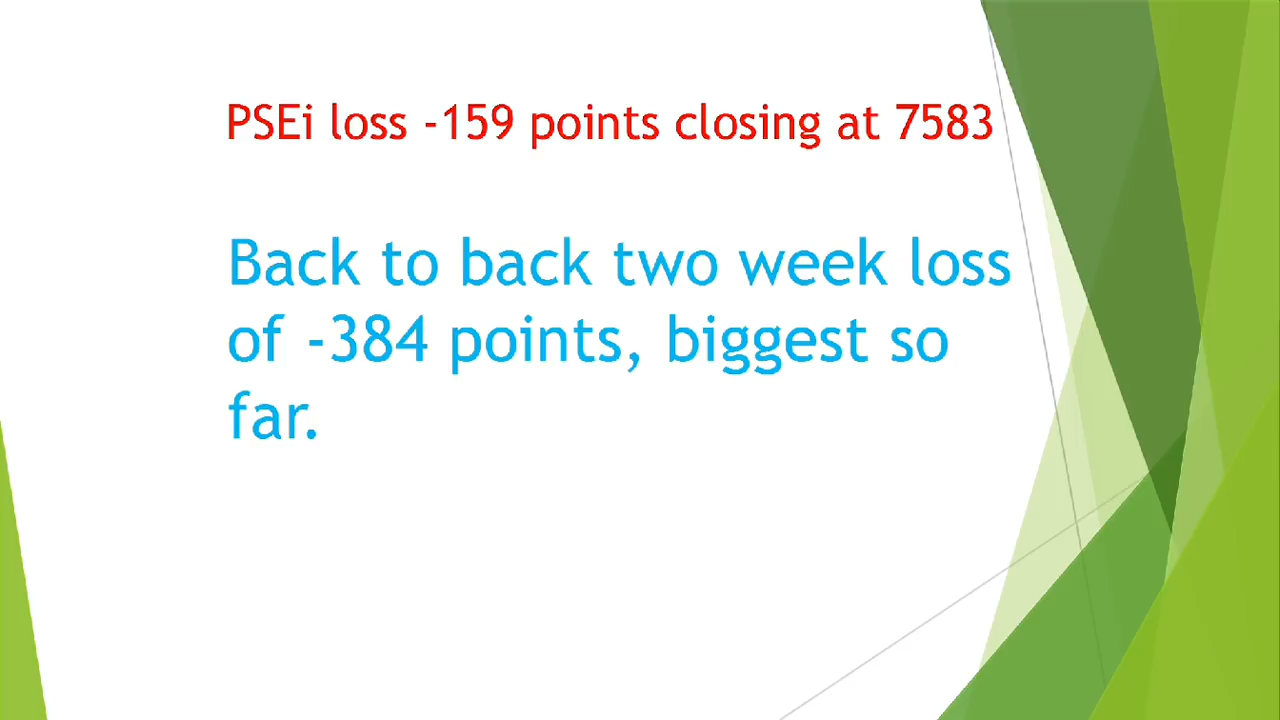 PSEi loss -159 points closing at 7583
Back to back two week loss
of -384 points, biggest so
far.